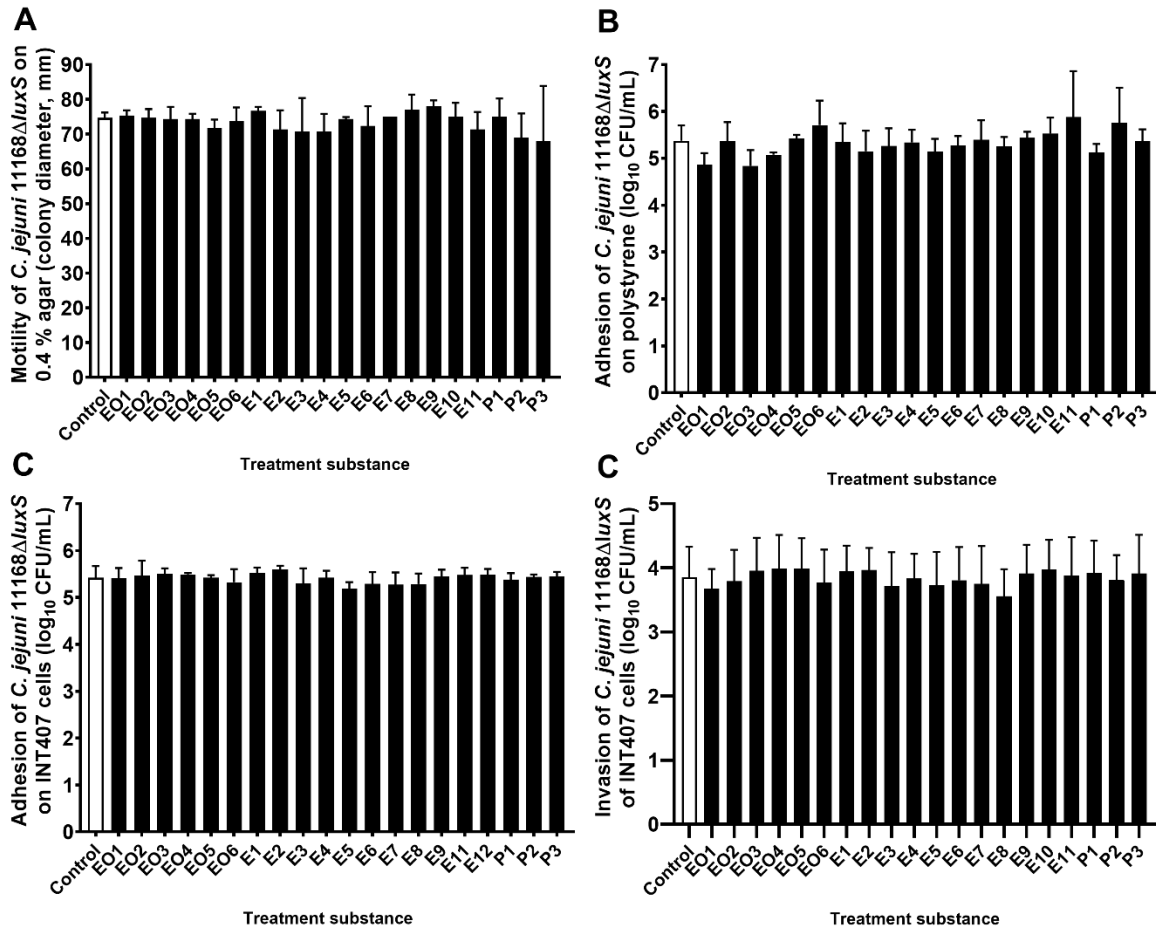 A
Motility of C. jejuni 11168ΔluxS on
0.4 % agar (colony diameter, mm)
90
80
70
60
50
40
30
20
10
0
Control EO1 EO2 EO3 EO4 EO5 EO6 E1 E2 E3 E4 E5 E6 E7 E8 E9 E10 E11 P1 P2 P3
Treatment substance
B
Adhesion of C. jejuni 11168ΔluxS
on polystyrene (log10 CFU/mL)
7
6
5
4
3
2
1
0
Control EO1 EO2 EO3 EO4 EO5 EO6 E1 E2 E3 E4 E5 E6 E7 E8 E9 E10 E11 P1 P2 P3
Treatment substance
C
Adhesion of C. jejuni 11168ΔluxS
on INT407 cells (log10 CFU/mL)
7
6
5
4
3
2
1
0
Control EO1 EO2 EO3 EO4 EO5 EO6 E1 E2 E3 E4 E5 E6 E7 E8 E9 E11 E12 P1 P2 P3
Treatment substance
C
Invasion of C. jejuni 11168ΔluxS
of INT407 cells (log10 CFU/mL)
5
4
3
2
1
0
Control EO1 EO2 EO3 EO4 EO5 EO6 E1 E2 E3 E4 E5 E6 E7 E8 E9 E10 E11 P1 P2 P3
Treatment substance